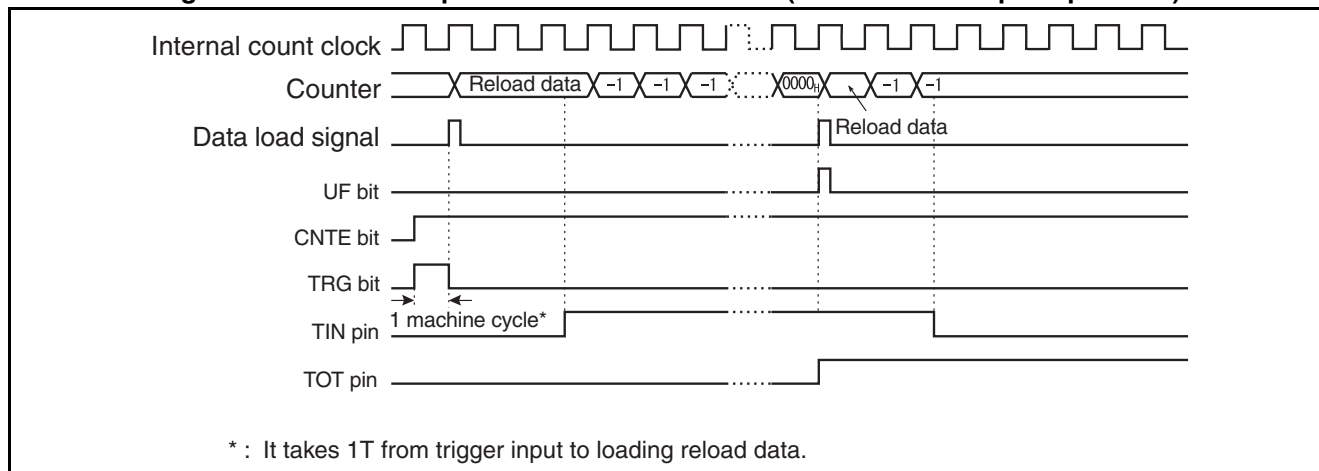 Internal count clock
Counter
Reload data -1 -1 -1 0000H -1 -1
Reload data
Data load signal
UF bit
CNTE bit
TRG bit
1 machine cycle*
TIN pin
TOT pin
* : It takes 1T from trigger input to loading reload data.